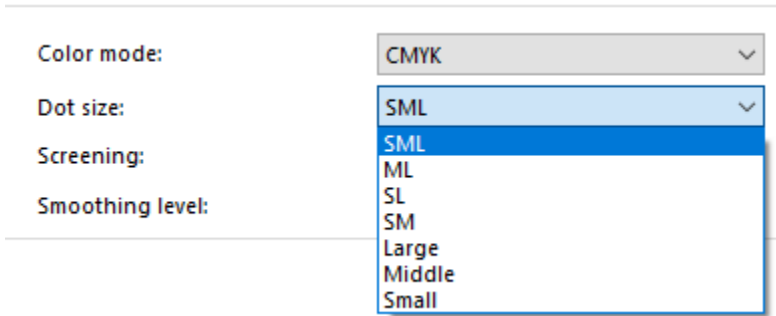 Color mode: CMYK
Dot size: SML
SML
ML
Screening:
SL
Smoothing level:
SM
Large
Middle
Small